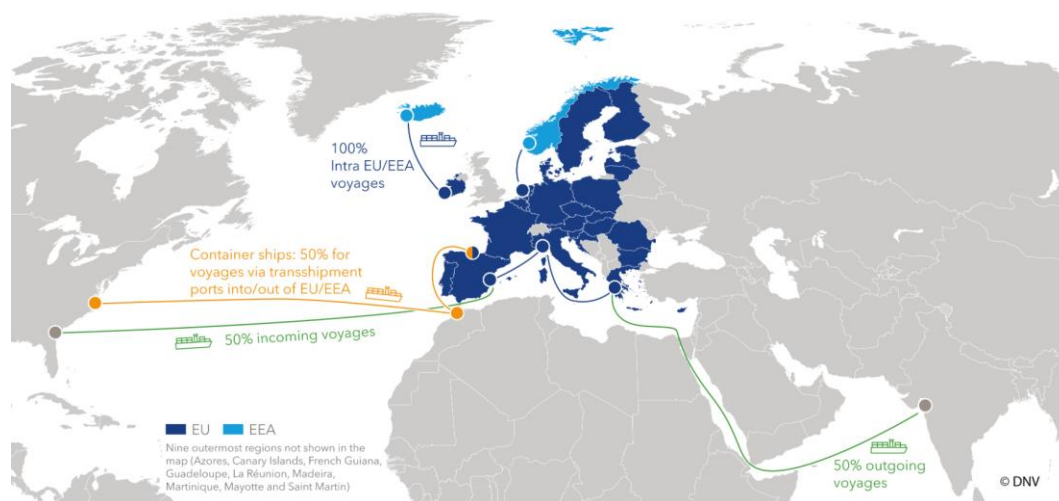 100%
Intra EU/EEA
voyages
Container ships: 50% for
voyages via transshipment
ports into/out of EU/EEA
50% incoming voyages
EU
EEA
Nine outermost regions not shown in the
map (Azores, Canary Islands, French Guiana,
Guadeloupe, La Réunion, Madeira,
Martinique, Mayotte and Saint Martin)
50% outgoing
voyages
© DNV